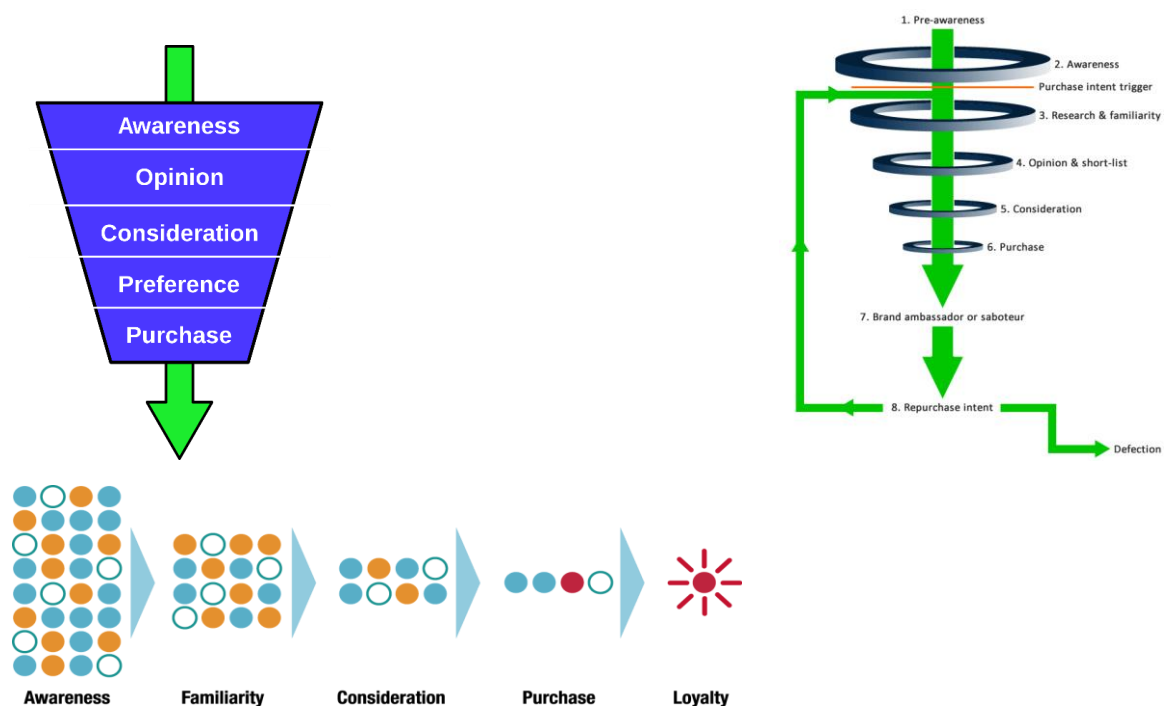 Awareness
Opinion
Consideration
Preference
Purchase
1. Pre-awareness
2. Awareness
Purchase intent trigger
3. Research & familiarity
4. Opinion & short-list
5. Consideration
6. Purchase
7. Brand ambassador or saboteur
8. Repurchase intent
Defection
Awareness
Familiarity
Consideration
Purchase
Loyalty